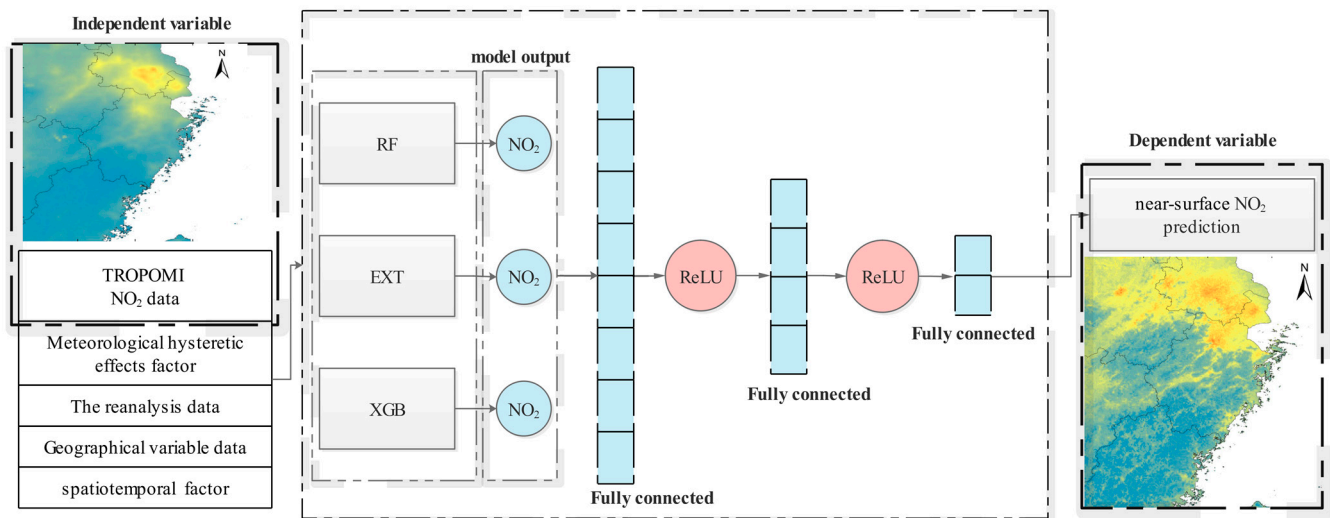 Independent variable
N
TROPOMI
NO₂ data
Meteorological hysteretic
effects factor
The reanalysis data
Geographical variable data
spatiotemporal factor
model output
RF
NO₂
EXT
NO₂
XGB
NO₂
Fully connected
ReLU
Fully connected
ReLU
Fully connected
Dependent variable
near-surface NO₂
prediction
N